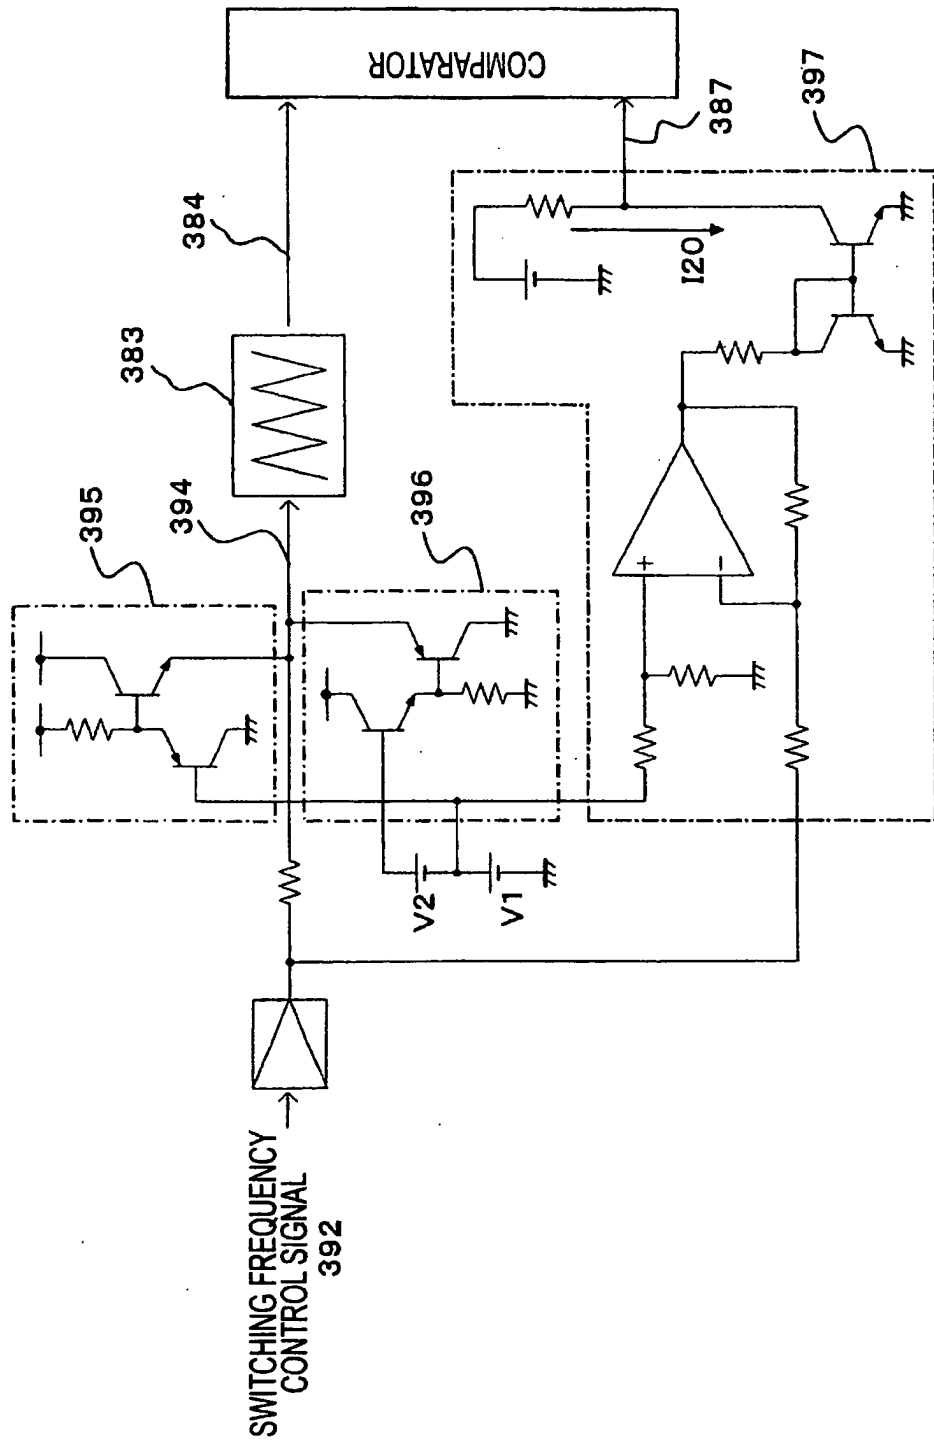 SWITCHING FREQUENCY
CONTROL SIGNAL
392
395
394
383
384
COMPARATOR
396
V2
V1
+
−
I20
387
397